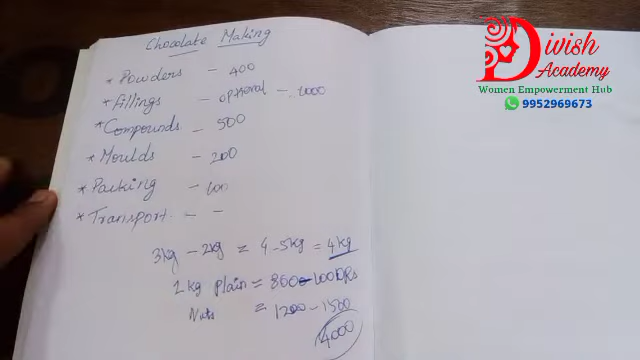 Chocolate Making
* Powders - 400
* fillings - optional - 1000
* Compounds - 500
* Moulds - 200
* Packing - 100
* Transport - -
3kg - 2kg = 4-5kg = 4kg
1 kg plain = 800-1000Rs
Nuts = 1200-1500
4000
Divish
Academy
Women Empowerment Hub
9952969673